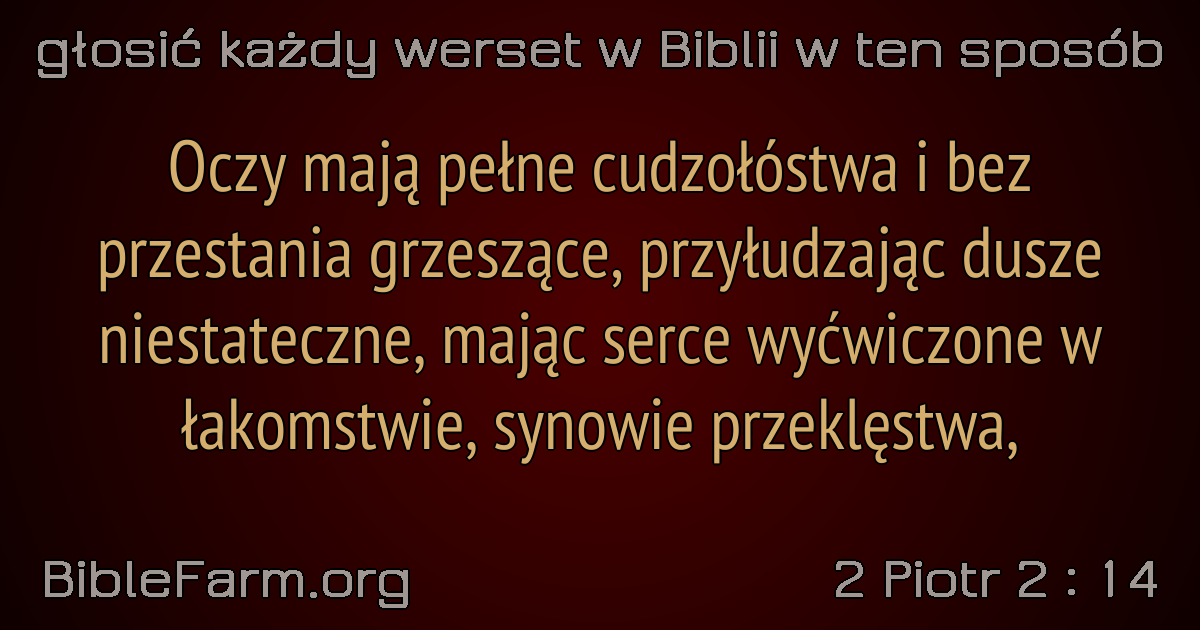 głosić każdy werset w Biblii w ten sposób
Oczy mają pełne cudzołóstwa i bez
przestania grzeszące, przyłudzając dusze
niestateczne, mając serce wyćwiczone w
łakomstwie, synowie przeklęstwa,
BibleFarm.org
2 Piotr 2 : 14